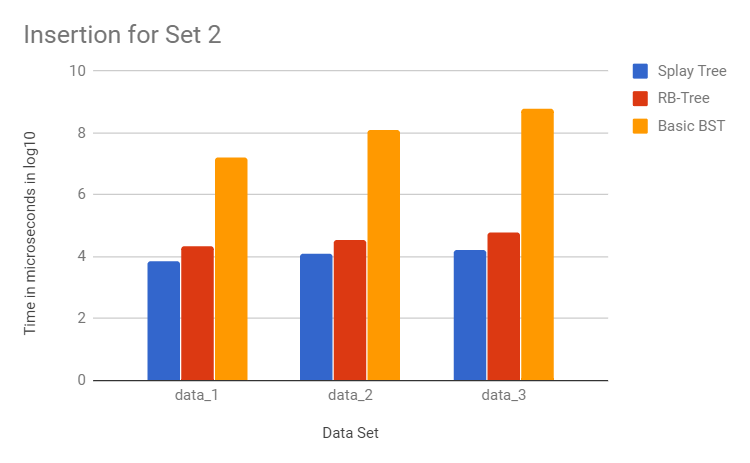 Insertion for Set 2
Splay Tree
RB-Tree
Basic BST
Time in microseconds in log10
10
8
6
4
2
0
data_1
data_2
data_3
Data Set